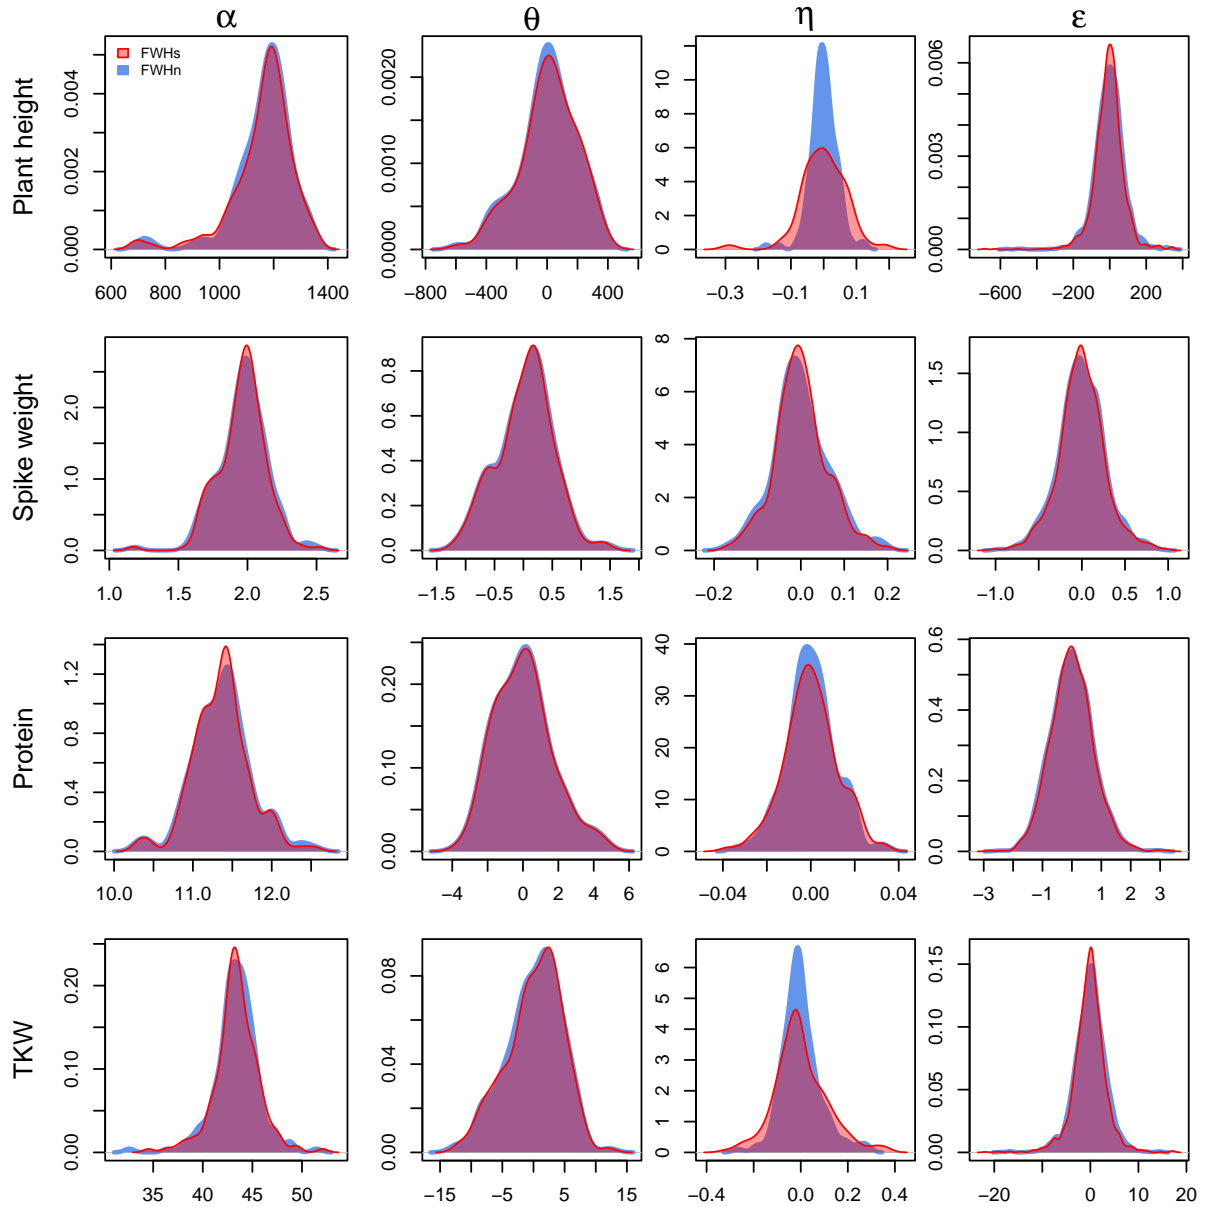 α θ η ε
Plant height
FWHs
FWHn
0.000 0.002 0.004
600 800 1000 1400
0.0000 0.0010 0.0020
−800 −400 0 400
0 2 4 6 8 10
−0.3 −0.1 0.1
0.000 0.003 0.006
−600 −200 200
Spike weight
0.0 1.0 2.0
1.0 1.5 2.0 2.5
0.0 0.2 0.4 0.6 0.8
−1.5 −0.5 0.5 1.5
0 2 4 6 8
−0.2 0.0 0.1 0.2
0.0 0.5 1.0 1.5
−1.0 0.0 0.5 1.0
Protein
0.0 0.4 0.8 1.2
10.0 11.0 12.0
0.00 0.10 0.20
−4 0 2 4 6
0 10 20 30 40
−0.04 0.00 0.04
0.0 0.2 0.4 0.6
−3 −1 1 2 3
TKW
0.00 0.10 0.20
35 40 45 50
0.00 0.04 0.08
−15 −5 5 15
0 1 2 3 4 5 6
−0.4 0.0 0.2 0.4
0.00 0.05 0.10 0.15
−20 0 10 20